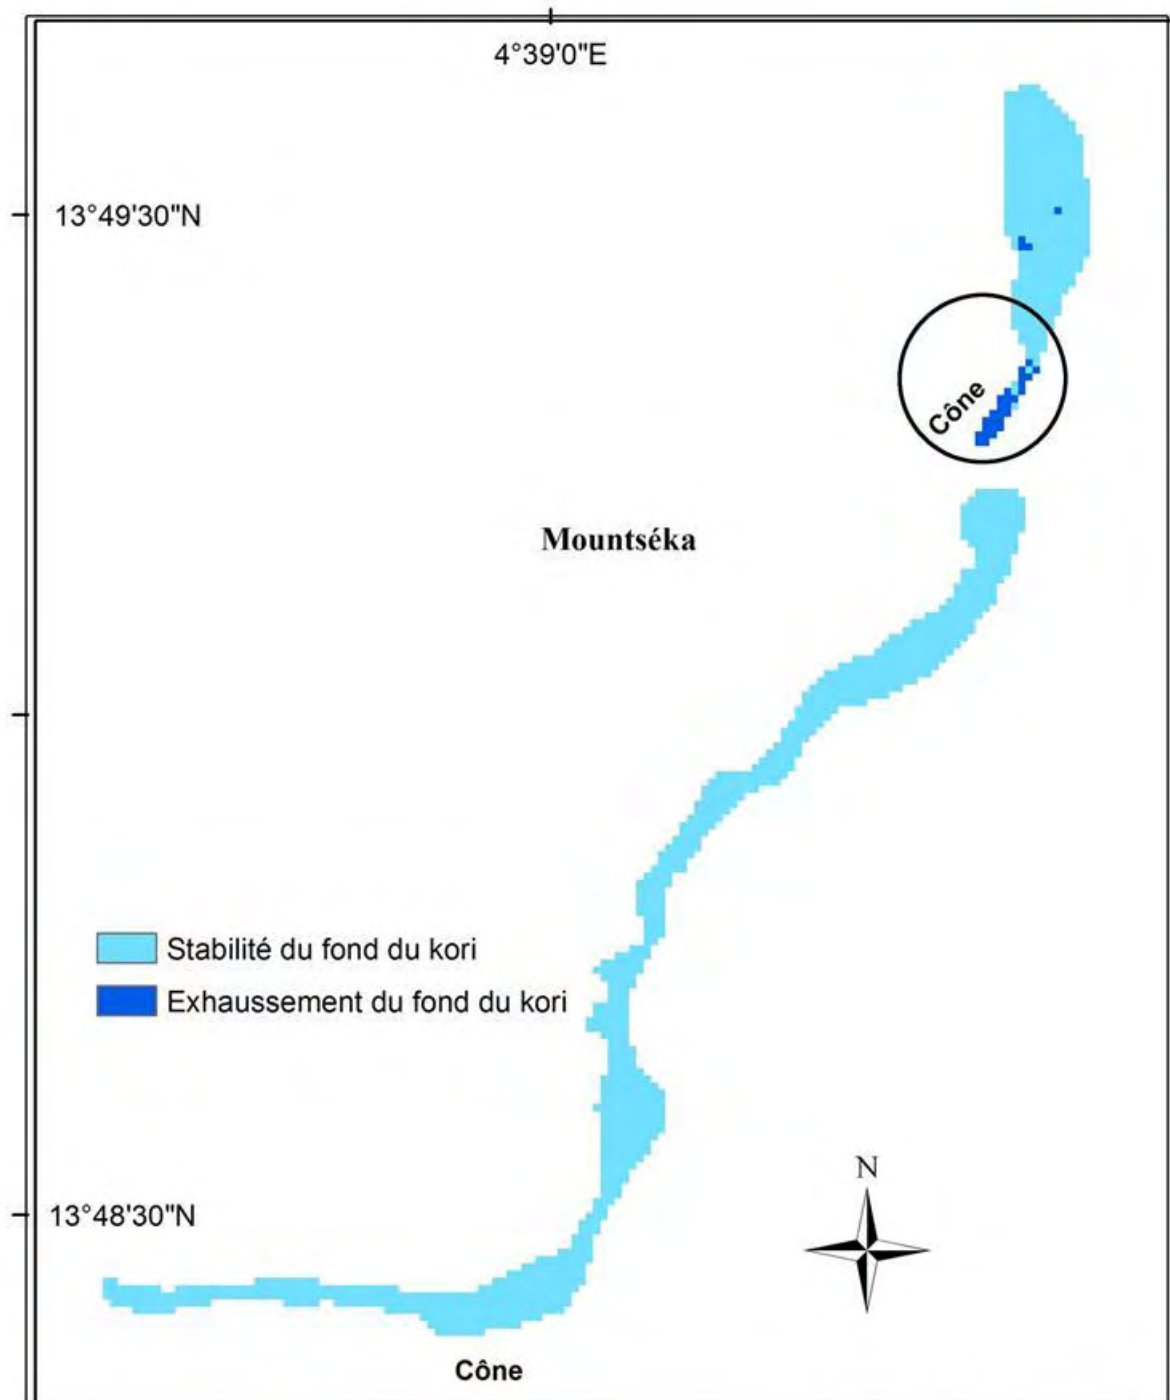 4°39'0"E
13°49'30"N
Cône
Mountséka
Stabilité du fond du kori
Exhaussement du fond du kori
N
13°48'30"N
Cône